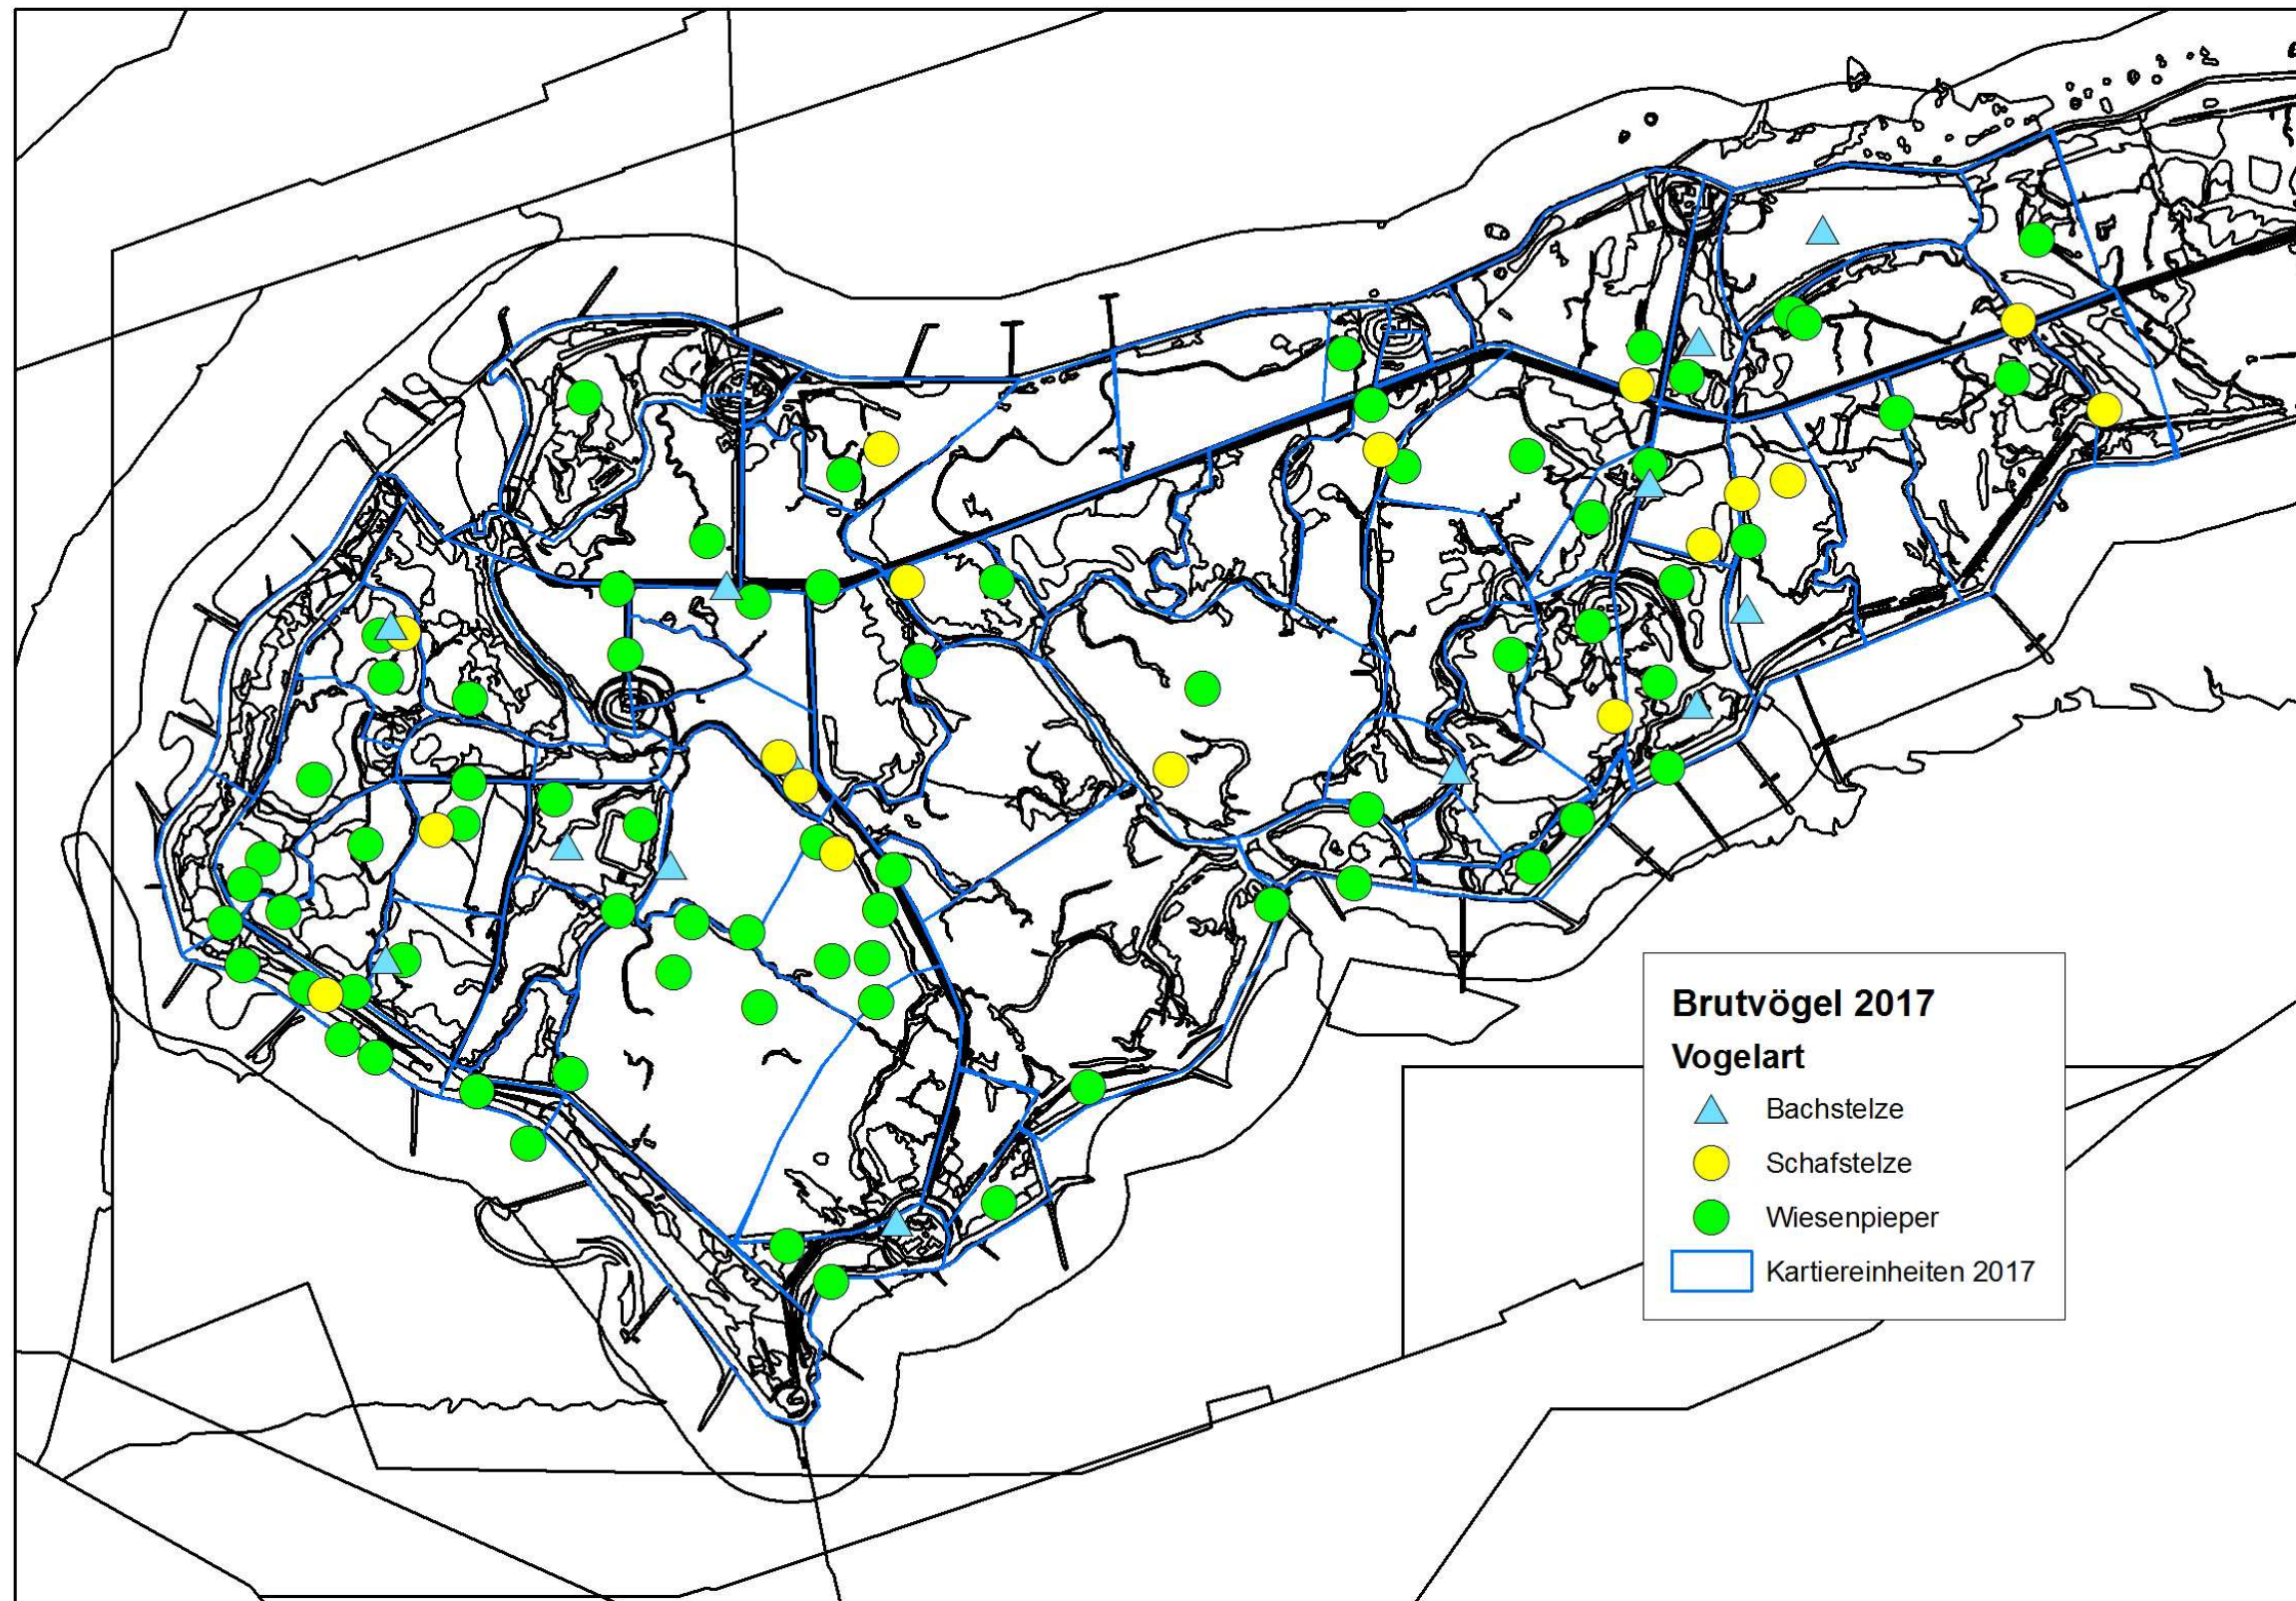 Brutvögel 2017
Vogelart
Bachstelze
Schafstelze
Wiesenpieper
Kartiereinheiten 2017